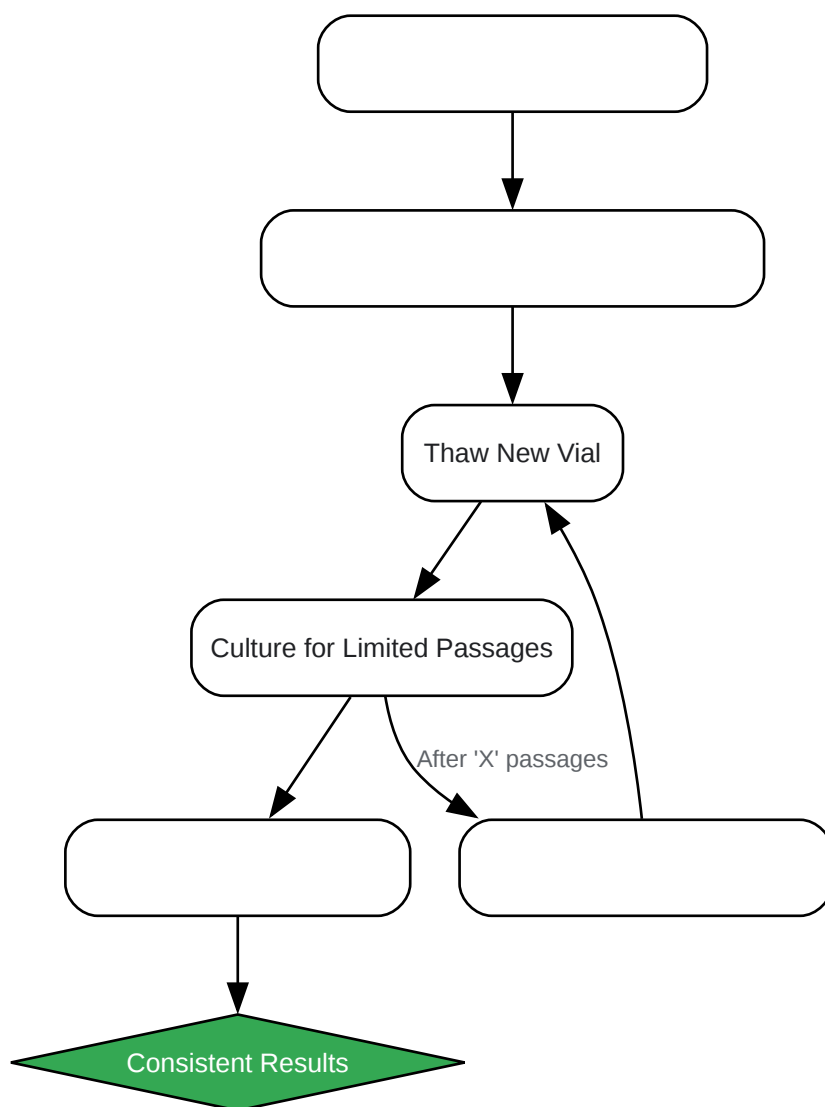 Thaw New Vial
Culture for Limited Passages
After 'X' passages
Consistent Results